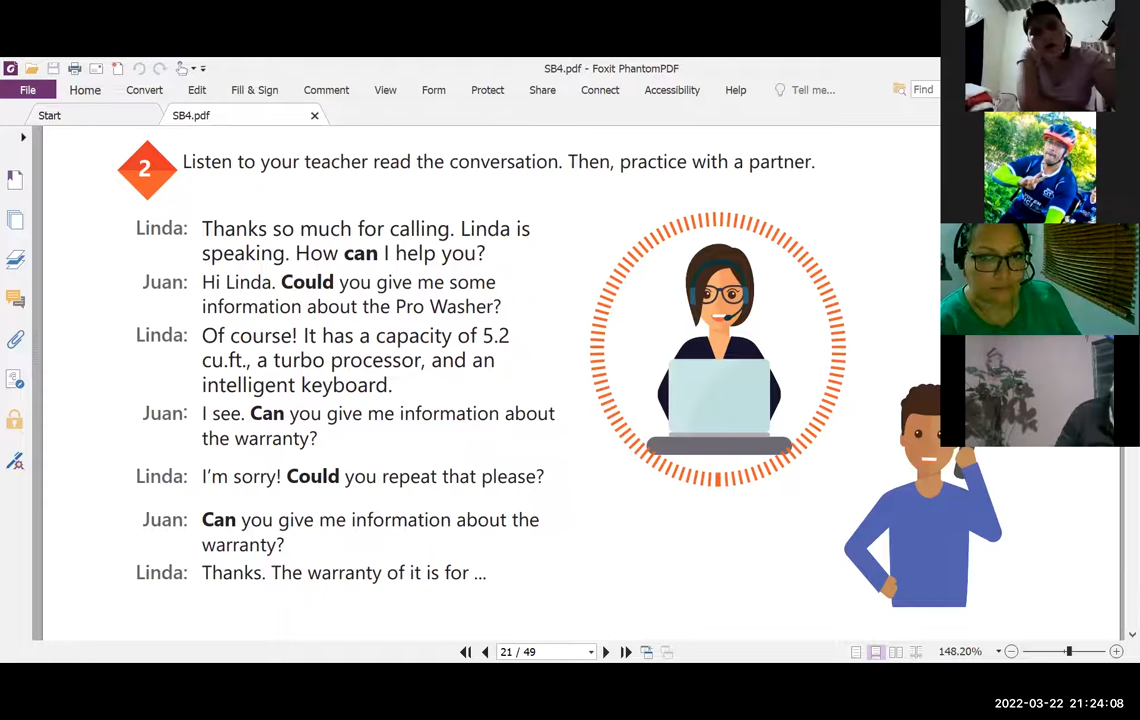 SB4.pdf - Foxit PhantomPDF
File Home Convert Edit Fill & Sign Comment View Form Protect Share Connect Accessibility Help Tell me... Find
Start SB4.pdf
2 Listen to your teacher read the conversation. Then, practice with a partner.
Linda: Thanks so much for calling. Linda is
speaking. How can I help you?
Juan: Hi Linda. Could you give me some
information about the Pro Washer?
Linda: Of course! It has a capacity of 5.2
cu.ft., a turbo processor, and an
intelligent keyboard.
Juan: I see. Can you give me information about
the warranty?
Linda: I'm sorry! Could you repeat that please?
Juan: Can you give me information about the
warranty?
Linda: Thanks. The warranty of it is for ...
21 / 49 148.20%
2022-03-22 21:24:08